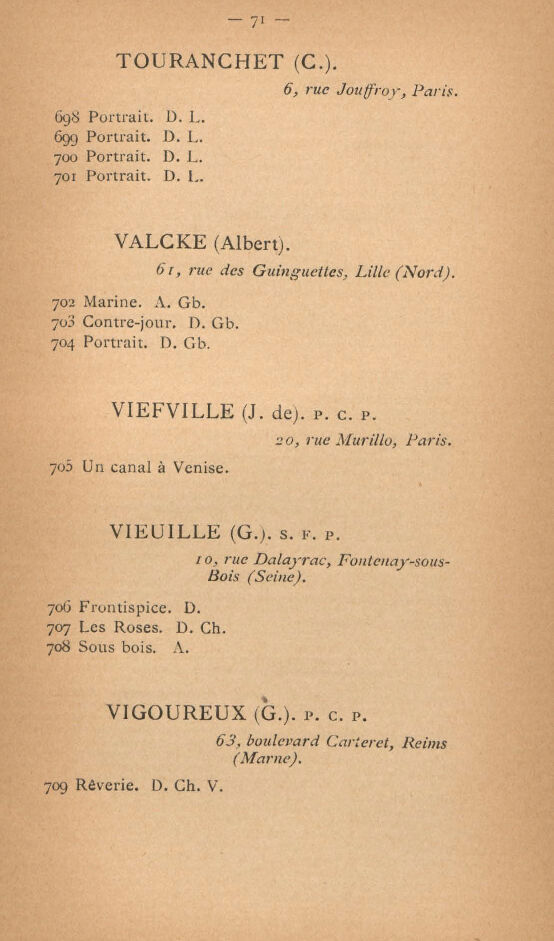 — 71 —
TOURANCHET (C.).
6, rue Jouffroy, Paris.
698 Portrait. D. L.
699 Portrait. D. L.
700 Portrait. D. L.
701 Portrait. D. L.
VALCKE (Albert).
61, rue des Guinguettes, Lille (Nord).
702 Marine. A. Gb.
703 Contre-jour. D. Gb.
704 Portrait. D. Gb.
VIEFVILLE (J. de). P. C. P.
20, rue Murillo, Paris.
705 Un canal à Venise.
VIEUILLE (G.). S. F. P.
10, rue Dalayrac, Fontenay-sous-
Bois (Seine).
706 Frontispice. D.
707 Les Roses. D. Ch.
708 Sous bois. A.
VIGOUREUX (G.). P. C. P.
63, boulevard Carteret, Reims
(Marne).
709 Rêverie. D. Ch. V.